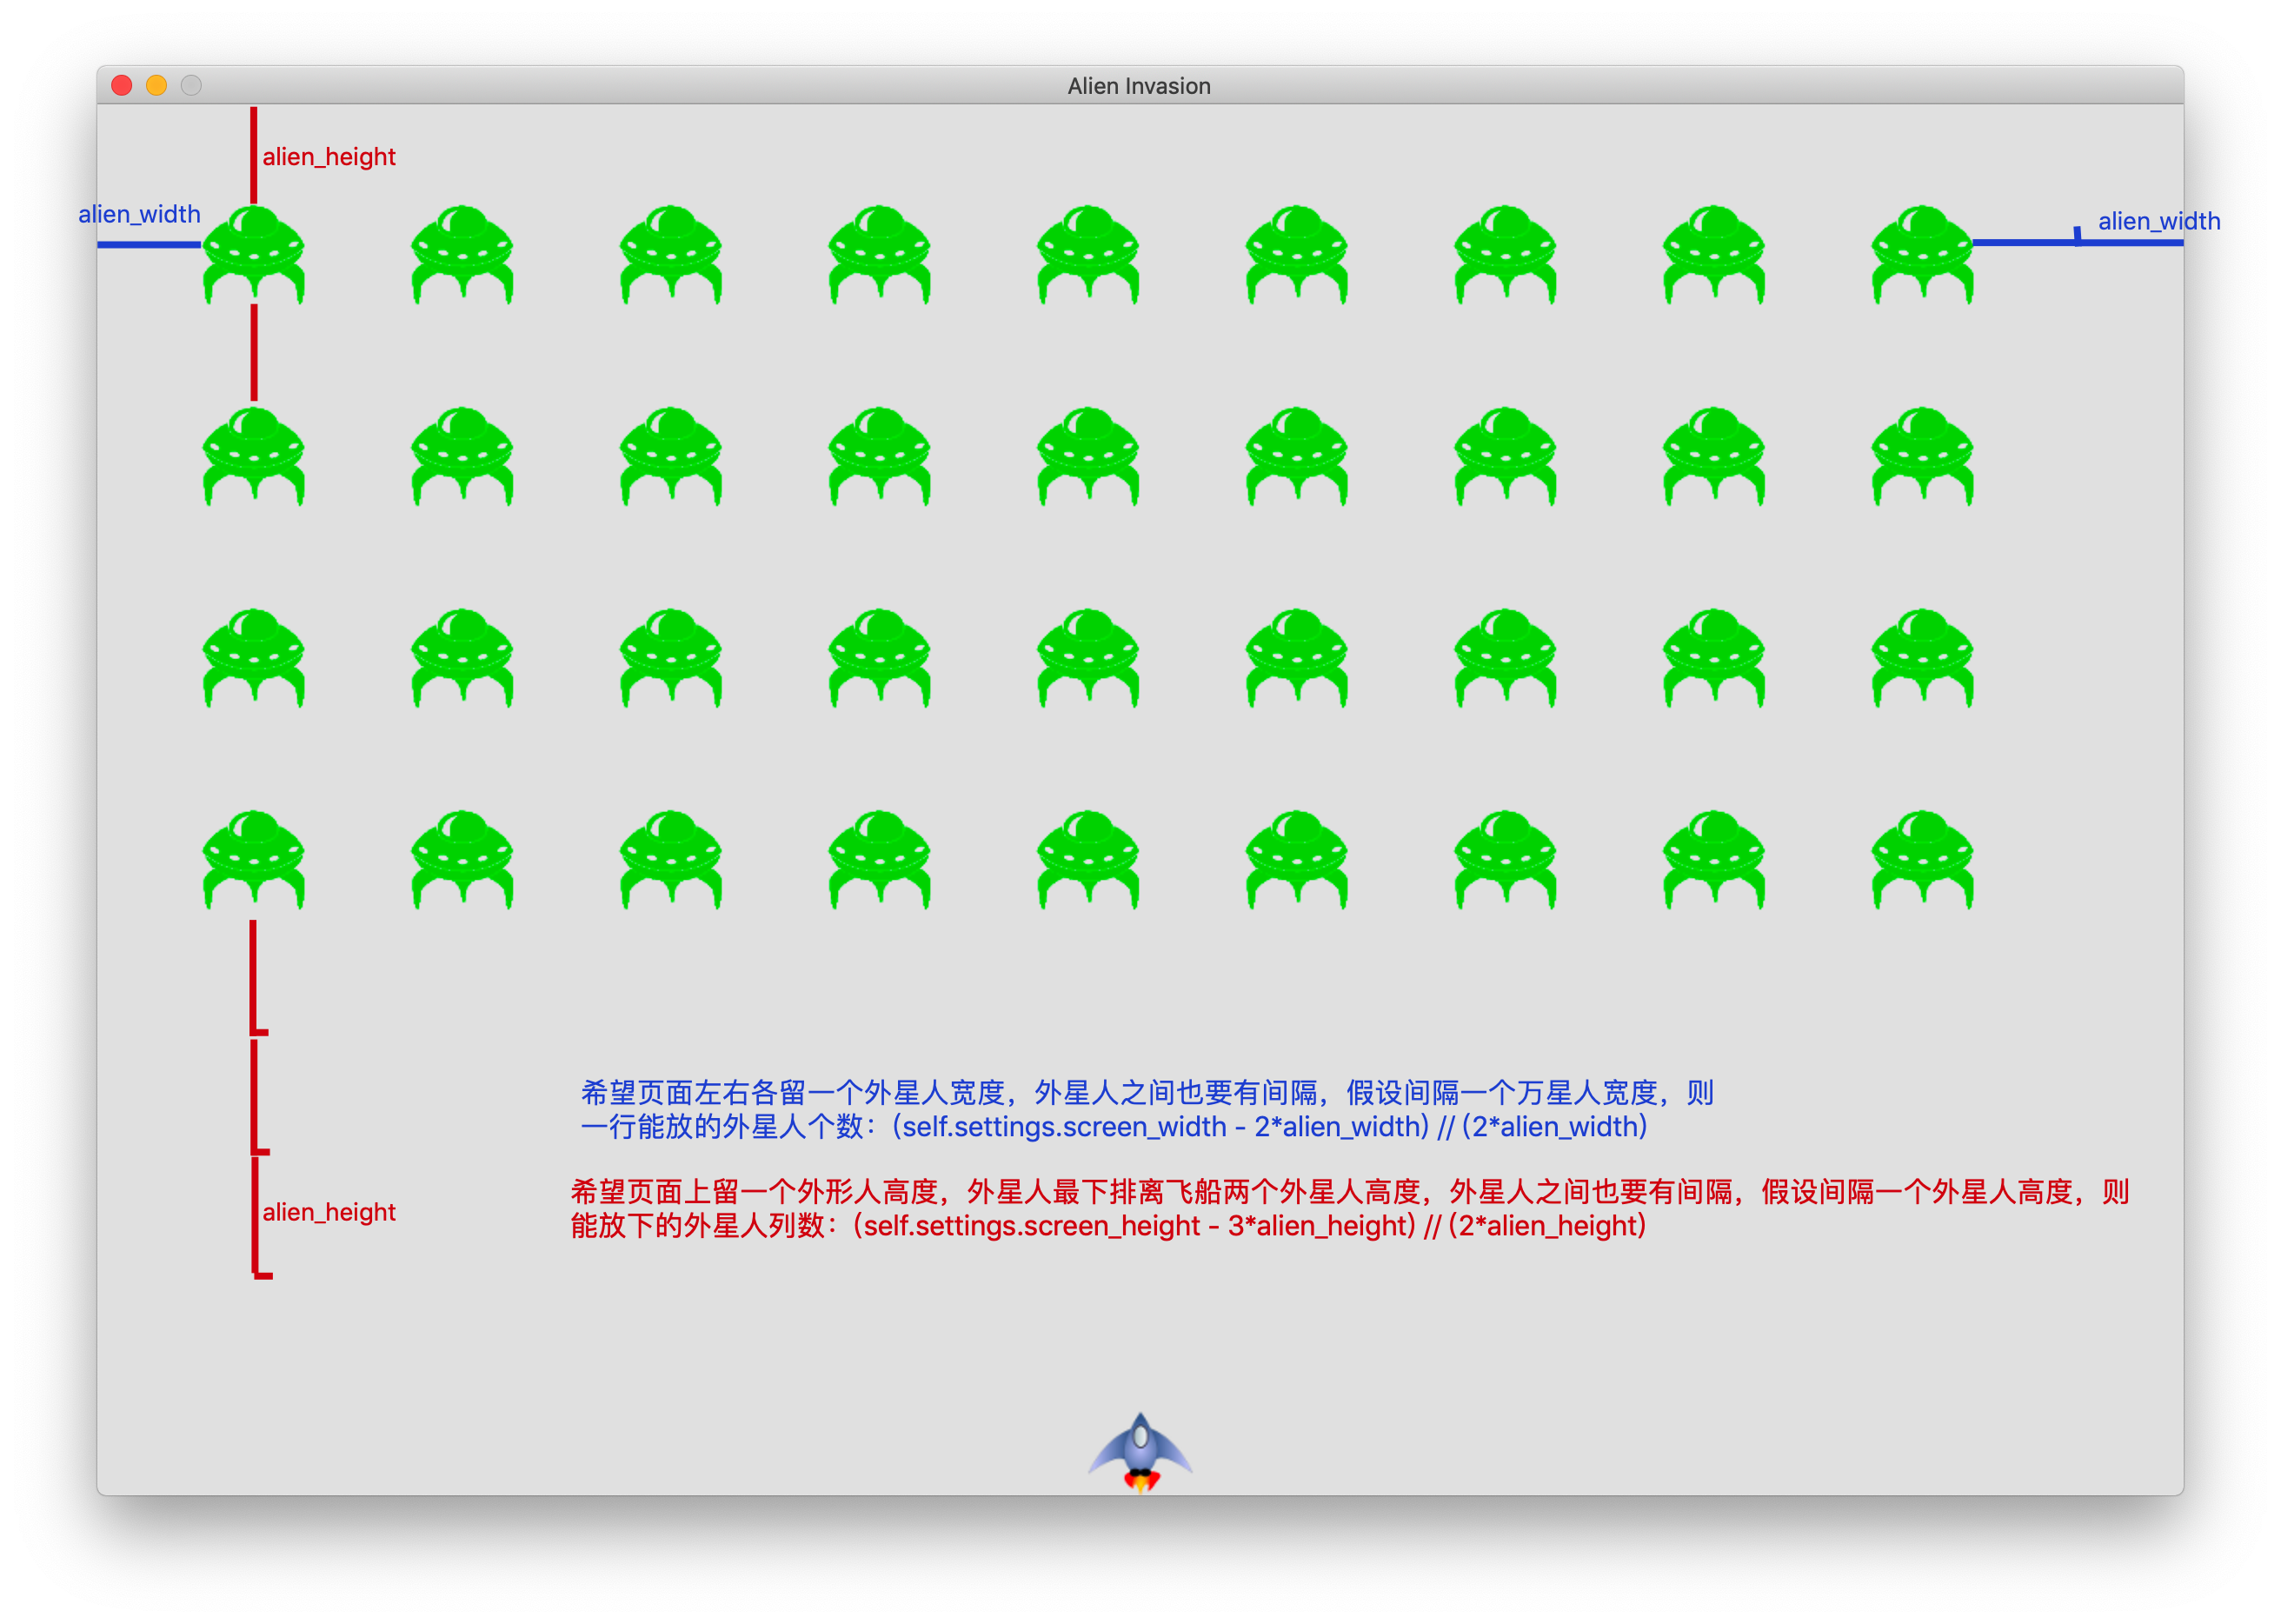 Alien Invasion
alien_height
alien_width
alien_width
希望页面左右各留一个外星人宽度，外星人之间也要有间隔，假设间隔一个万星人宽度，则
一行能放的外星人个数：（self.settings.screen_width - 2*alien_width) // (2*alien_width）
希望页面上留一个外形人高度，外星人最下排离飞船两个外星人高度，外星人之间也要有间隔，假设间隔一个外星人高度，则
alien_height
能放下的外星人列数：（self.settings.screen_height - 3*alien_height) // (2*alien_height）